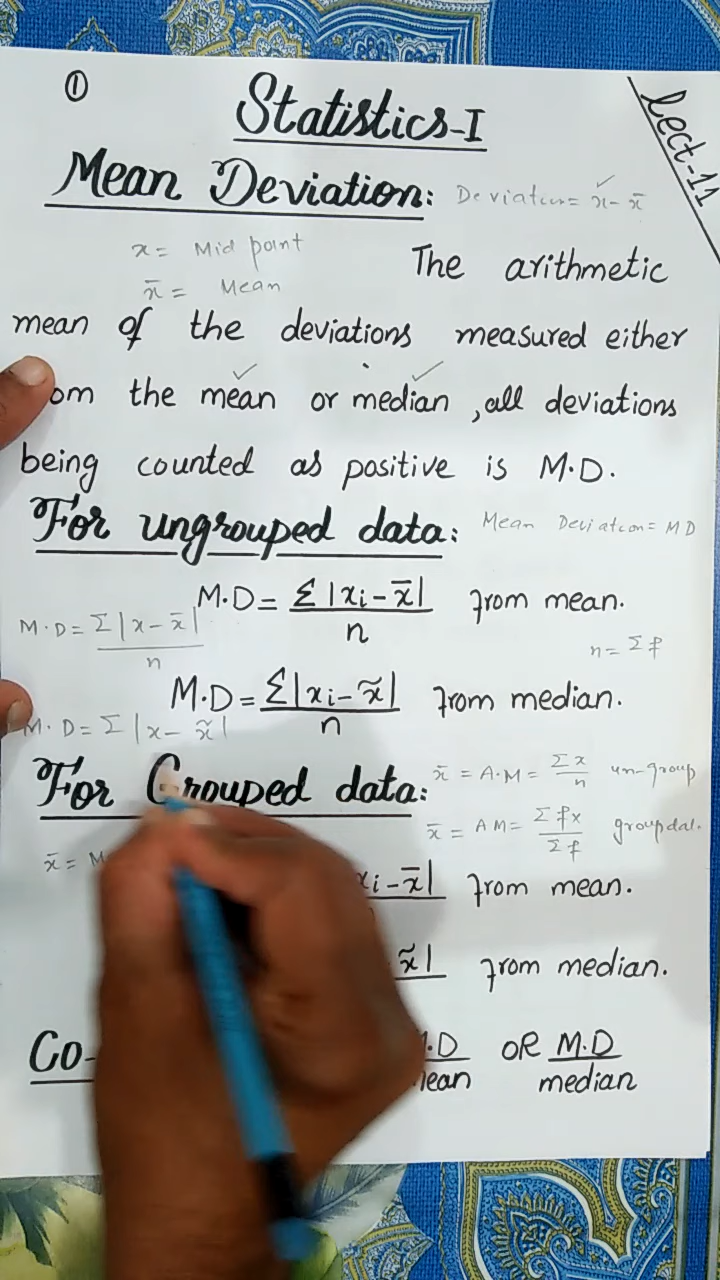 ①
Statistics-I
Lect-11
Mean Deviation: Deviation = x - x̄
x = Mid point
x̄ = Mean
The arithmetic
mean of the deviations measured either
om the mean or median , all deviations
being counted as positive is M.D.
For ungrouped data: Mean Deviation = MD
M.D = Σ |xi - x̄| / n from mean.
M.D = Σ |x - x̄| / n
n = Σf
M.D = Σ|xi - x̃| / n from median.
M.D = Σ |x - x̃|
For Grouped data:
x̄ = A.M = Σx / n un-group
x̄ = AM = Σfx / Σf group dat.
x̄ = M
xi - x̄| from mean.
x̃| from median.
Co- M.D / mean OR M.D / median